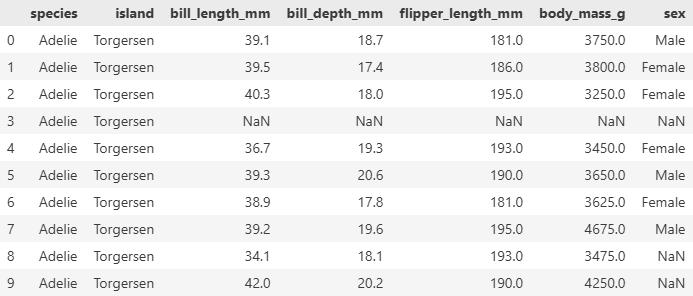 species island bill_length_mm bill_depth_mm flipper_length_mm body_mass_g sex
0 Adelie Torgersen 39.1 18.7 181.0 3750.0 Male
1 Adelie Torgersen 39.5 17.4 186.0 3800.0 Female
2 Adelie Torgersen 40.3 18.0 195.0 3250.0 Female
3 Adelie Torgersen NaN NaN NaN NaN NaN
4 Adelie Torgersen 36.7 19.3 193.0 3450.0 Female
5 Adelie Torgersen 39.3 20.6 190.0 3650.0 Male
6 Adelie Torgersen 38.9 17.8 181.0 3625.0 Female
7 Adelie Torgersen 39.2 19.6 195.0 4675.0 Male
8 Adelie Torgersen 34.1 18.1 193.0 3475.0 NaN
9 Adelie Torgersen 42.0 20.2 190.0 4250.0 NaN